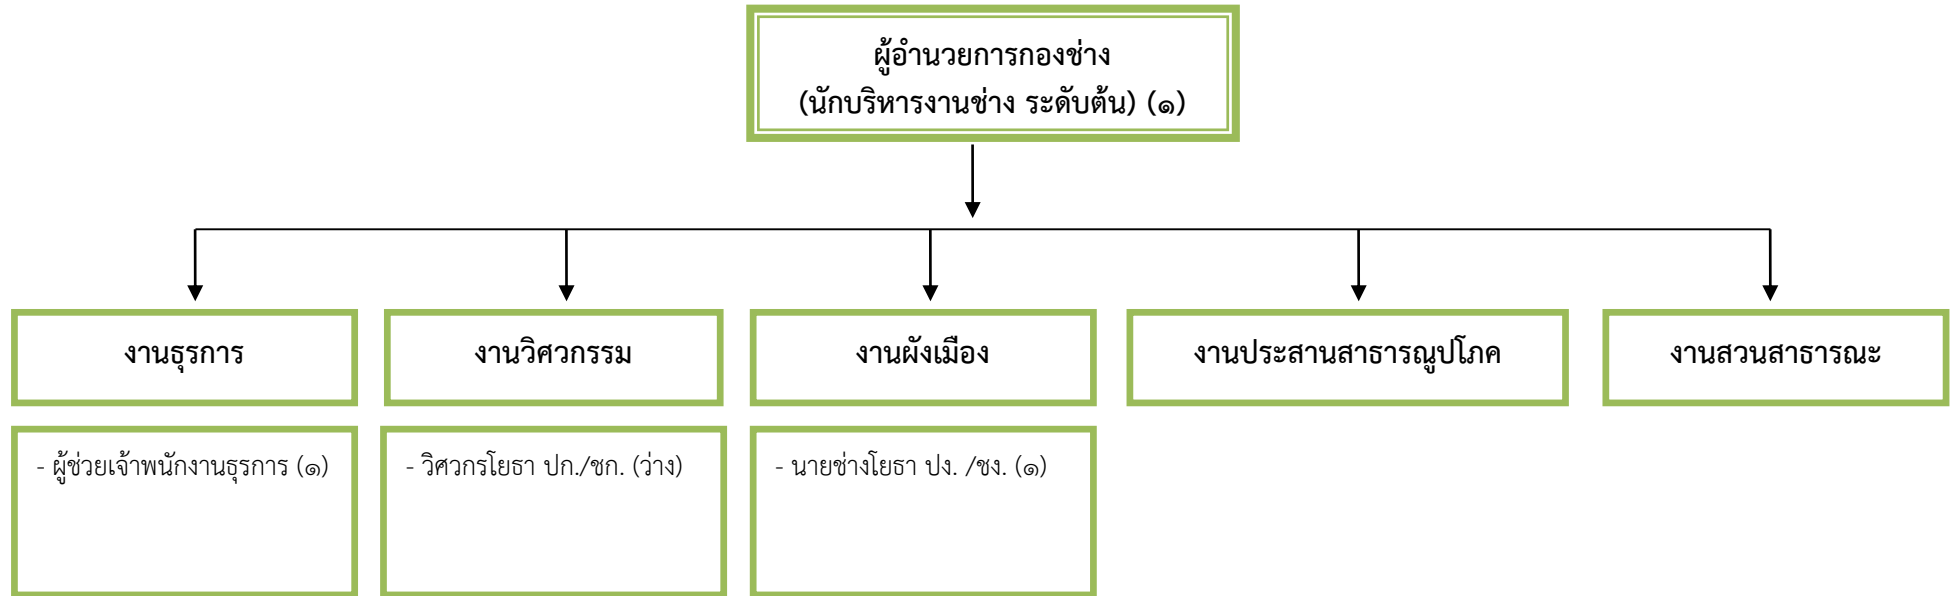 ผู้อำนวยการกองช่าง
(นักบริหารงานช่าง ระดับต้น) (๑)
งานธุรการ
งานวิศวกรรม
งานผังเมือง
งานประสานสาธารณูปโภค
งานสวนสาธารณะ
- ผู้ช่วยเจ้าพนักงานธุรการ (๑)
- วิศวกรโยธา ปก./ชก. (ว่าง)
- นายช่างโยธา ปง. /ชง. (๑)